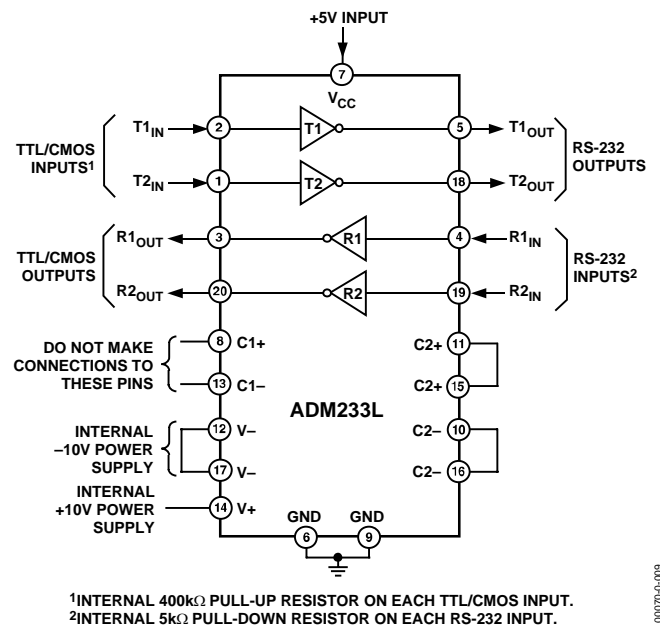 +5V INPUT
7
VCC
TTL/CMOS
INPUTS1
T1IN
2
T1
5
T1OUT
T2IN
1
T2
18
T2OUT
RS-232
OUTPUTS
TTL/CMOS
OUTPUTS
R1OUT
3
R1
4
R1IN
R2OUT
20
R2
19
R2IN
RS-232
INPUTS2
DO NOT MAKE
CONNECTIONS TO
THESE PINS
8
C1+
13
C1–
C2+
11
C2+
15
ADM233L
INTERNAL
–10V POWER
SUPPLY
12
V–
17
V–
C2–
10
C2–
16
INTERNAL
+10V POWER
SUPPLY
14
V+
GND
GND
6
9
1INTERNAL 400kΩ PULL-UP RESISTOR ON EACH TTL/CMOS INPUT.
2INTERNAL 5kΩ PULL-DOWN RESISTOR ON EACH RS-232 INPUT.
00070-0-009